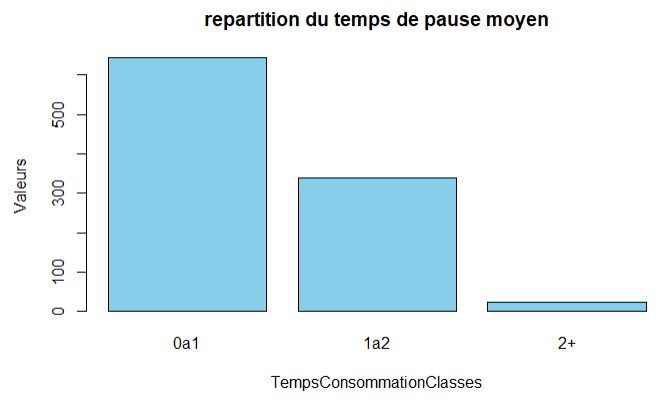 repartition du temps de pause moyen
Valeurs
500
300
100
0
0a1
1a2
2+
TempsConsommationClasses